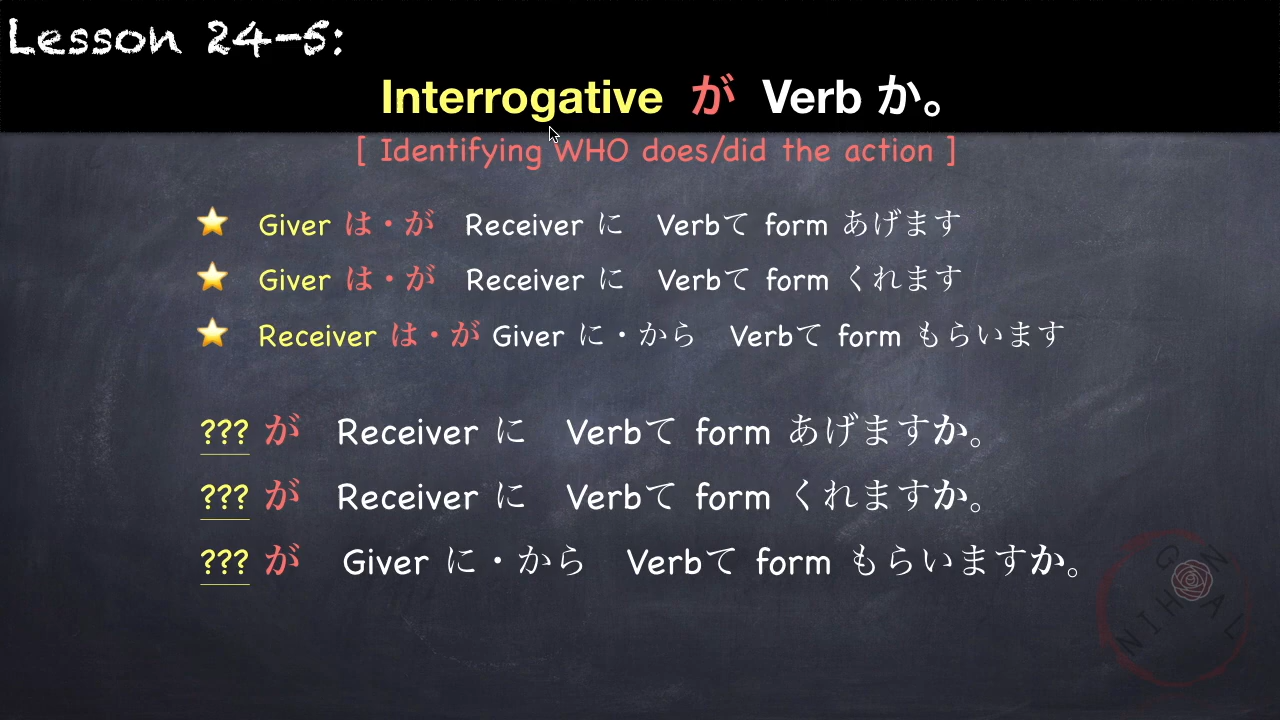 Lesson 24-5:
Interrogative が Verb か。
[ Identifying WHO does/did the action ]
Giver は・が Receiver に Verbて form あげます
Giver は・が Receiver に Verbて form くれます
Receiver は・が Giver に・から Verbて form もらいます
??? が Receiver に Verbて form あげますか。
??? が Receiver に Verbて form くれますか。
??? が Giver に・から Verbて form もらいますか。
NIHONGOAL